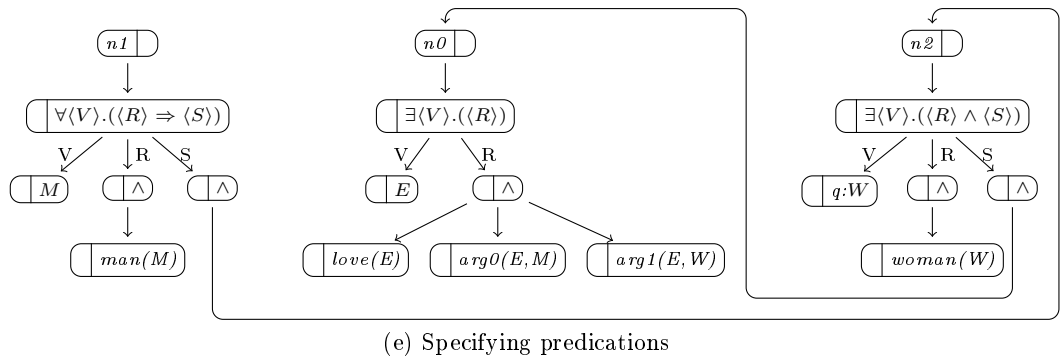 n1 n0 n2
∀⟨V⟩.(⟨R⟩ ⇒ ⟨S⟩) ∃⟨V⟩.(⟨R⟩) ∃⟨V⟩.(⟨R⟩ ∧ ⟨S⟩)
V R S V R V R S
M ∧ ∧ E ∧ q:W ∧ ∧
man(M) love(E) arg0(E,M) arg1(E,W) woman(W)
(e) Specifying predications